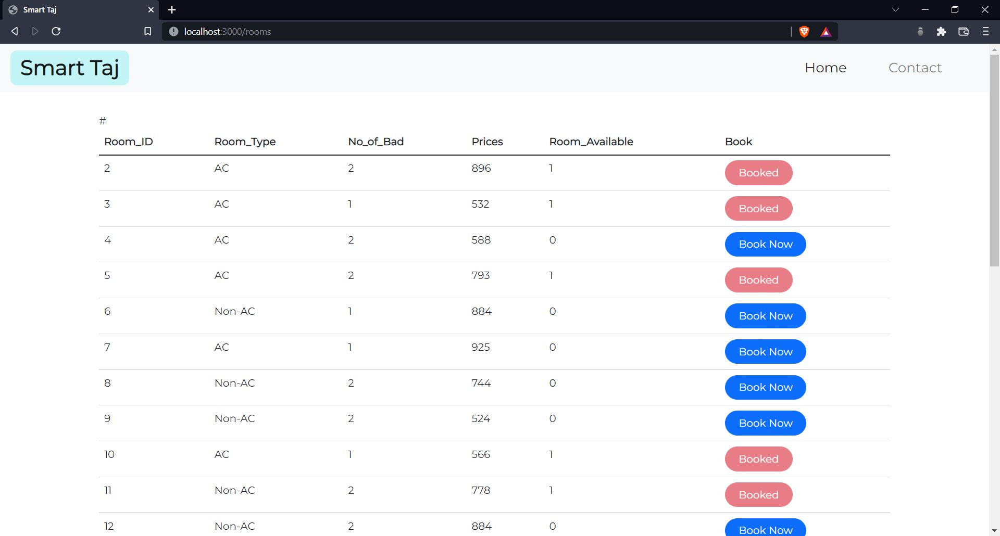 Smart Taj
localhost:3000/rooms
Smart Taj Home Contact
#
Room_ID Room_Type No_of_Bad Prices Room_Available Book
2 AC 2 896 1 Booked
3 AC 1 532 1 Booked
4 AC 2 588 0 Book Now
5 AC 2 793 1 Booked
6 Non-AC 1 884 0 Book Now
7 AC 1 925 0 Book Now
8 Non-AC 2 744 0 Book Now
9 Non-AC 2 524 0 Book Now
10 AC 1 566 1 Booked
11 Non-AC 2 778 1 Booked
12 Non-AC 2 884 0 Book Now